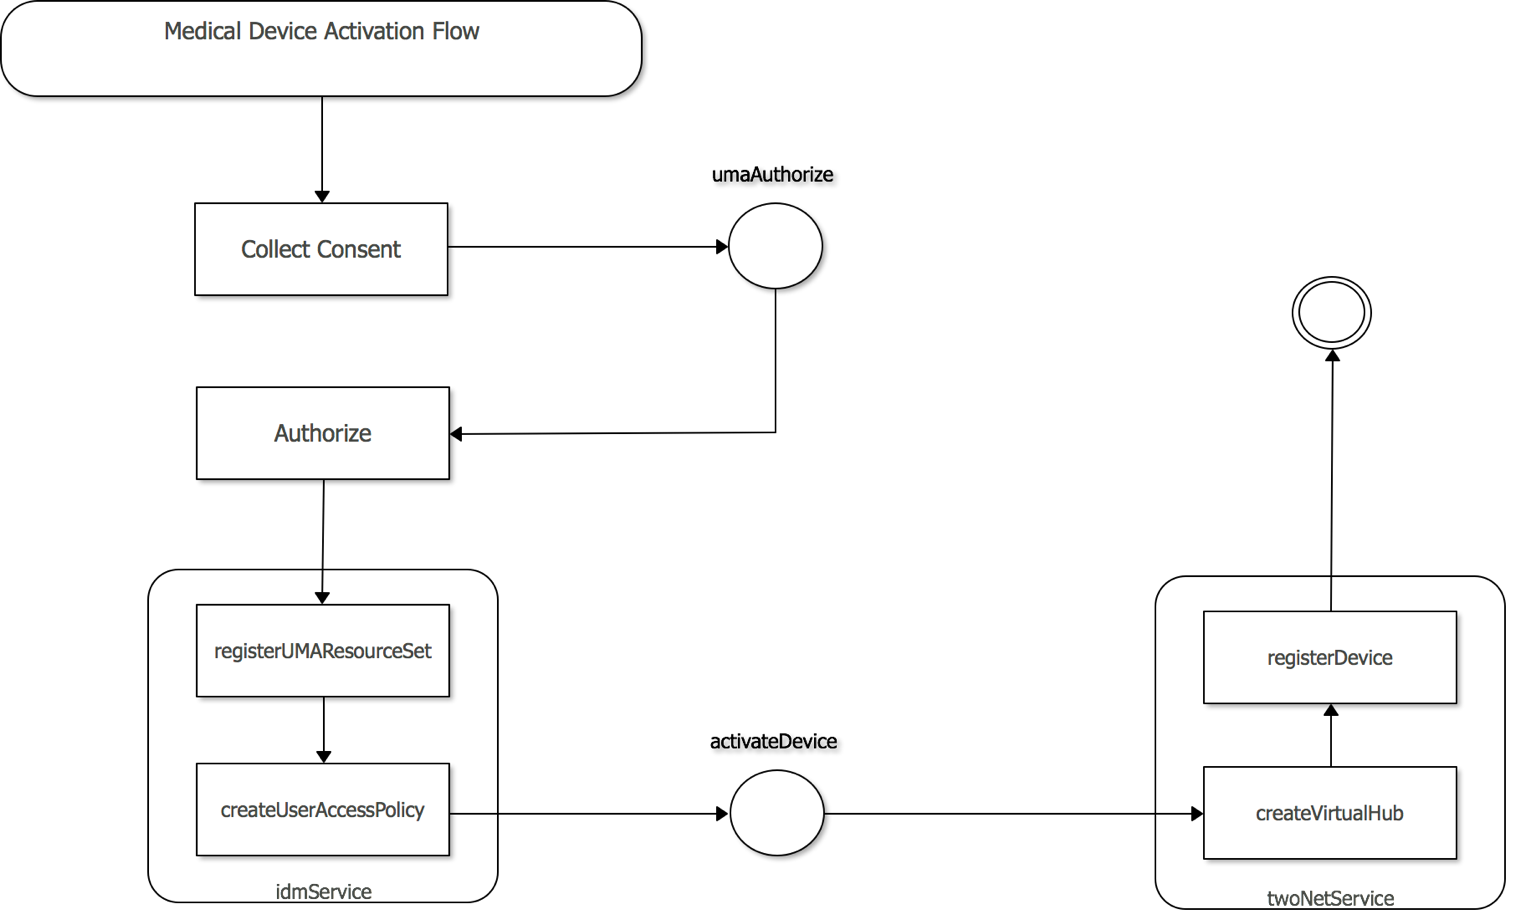 Medical Device Activation Flow
umaAuthorize
Collect Consent
Authorize
registerUMAResourceSet
registerDevice
activateDevice
createUserAccessPolicy
createVirtualHub
idmService
twoNetService